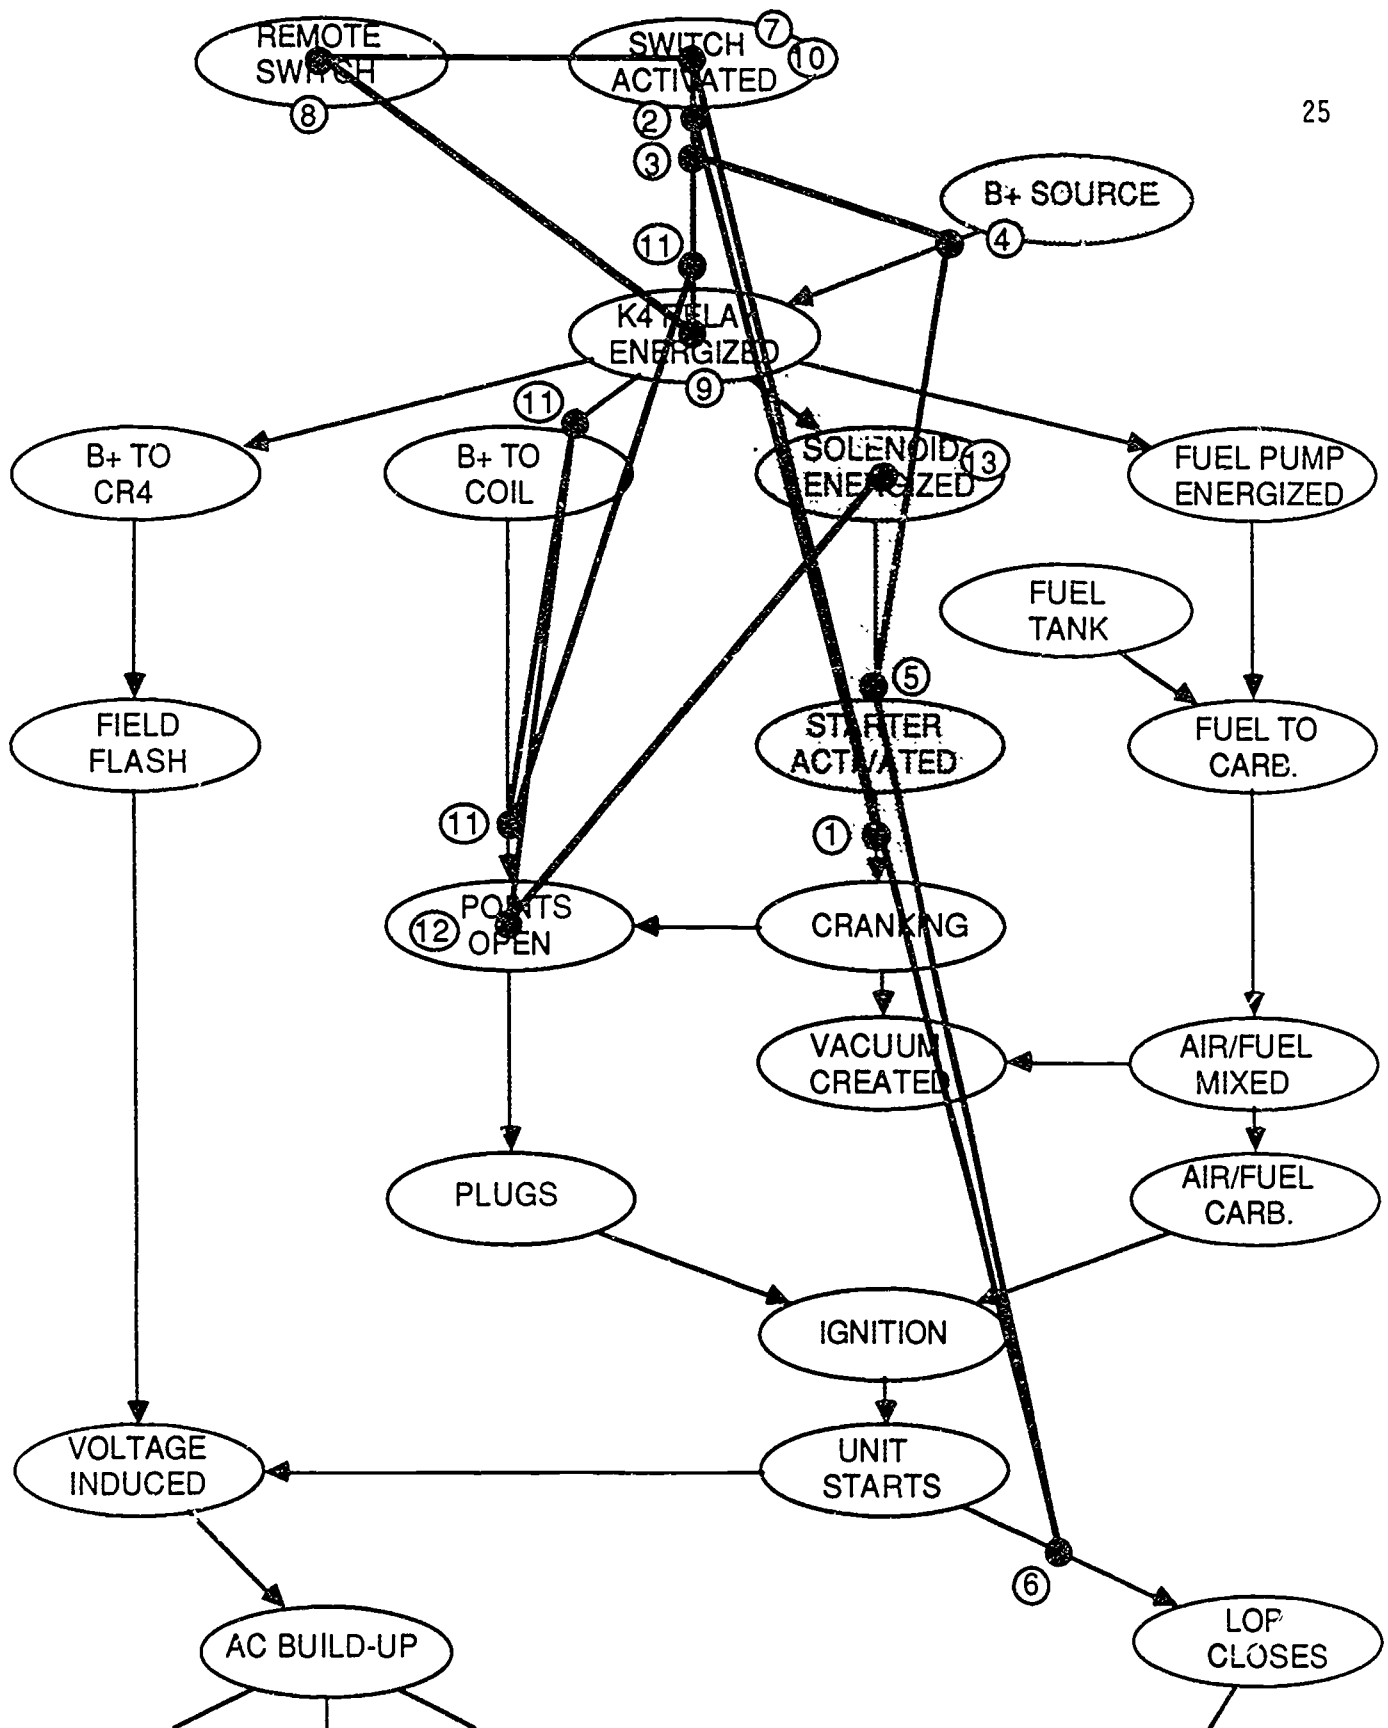 REMOTE
SWITCH
8
SWITCH
ACTIVATED
7
10
25
2
3
B+ SOURCE
4
11
K4 RELAY
ENERGIZED
9
11
B+ TO
CR4
B+ TO
COIL
SOLENOID
ENERGIZED
13
FUEL PUMP
ENERGIZED
FUEL
TANK
5
FIELD
FLASH
STARTER
ACTIVATED
FUEL TO
CARB.
11
1
POINTS
OPEN
12
CRANKING
VACUUM
CREATED
AIR/FUEL
MIXED
PLUGS
AIR/FUEL
CARB.
IGNITION
VOLTAGE
INDUCED
UNIT
STARTS
6
AC BUILD-UP
LOP
CLOSES